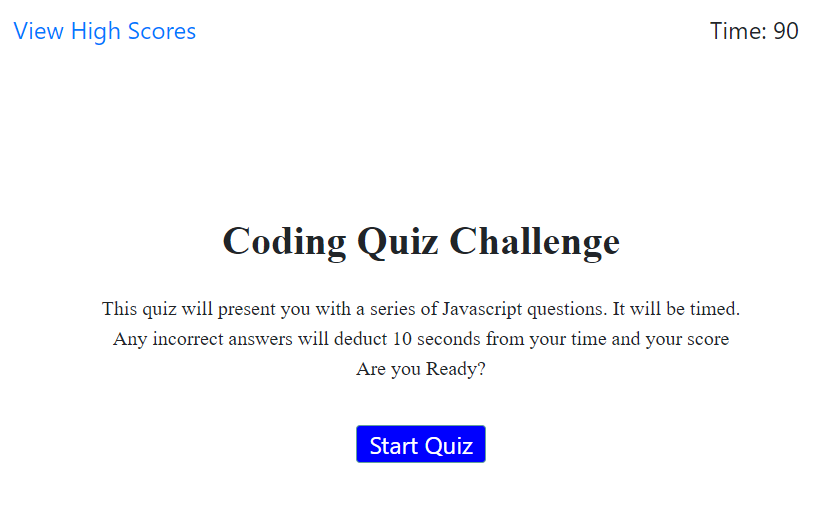 View High Scores
Time: 90
Coding Quiz Challenge
This quiz will present you with a series of Javascript questions. It will be timed.
Any incorrect answers will deduct 10 seconds from your time and your score
Are you Ready?
Start Quiz